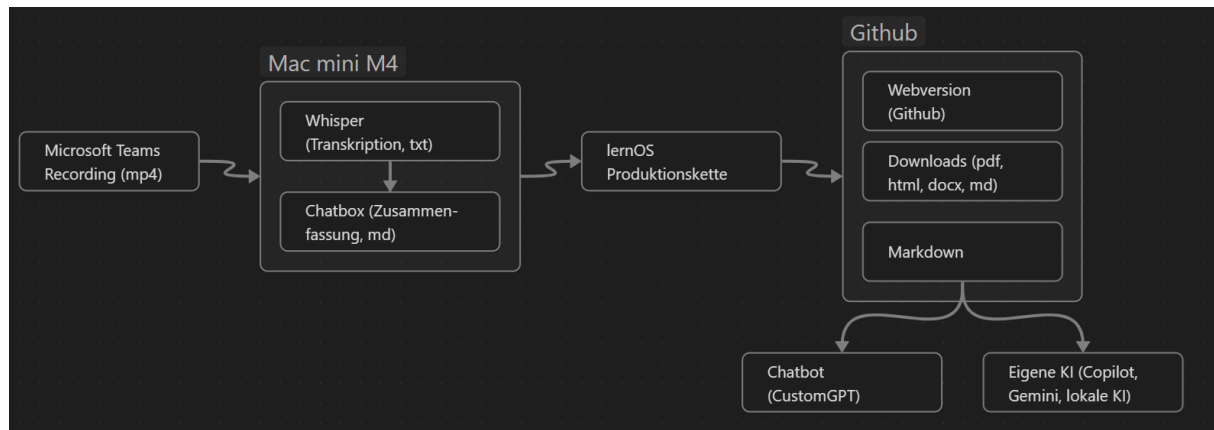 Microsoft Teams
Recording (mp4)
Mac mini M4
Whisper
(Transkription, txt)
Chatbox (Zusammen-
fassung, md)
lernOS
Produktionskette
Github
Webversion
(Github)
Downloads (pdf,
html, docx, md)
Markdown
Chatbot
(CustomGPT)
Eigene KI (Copilot,
Gemini, lokale KI)